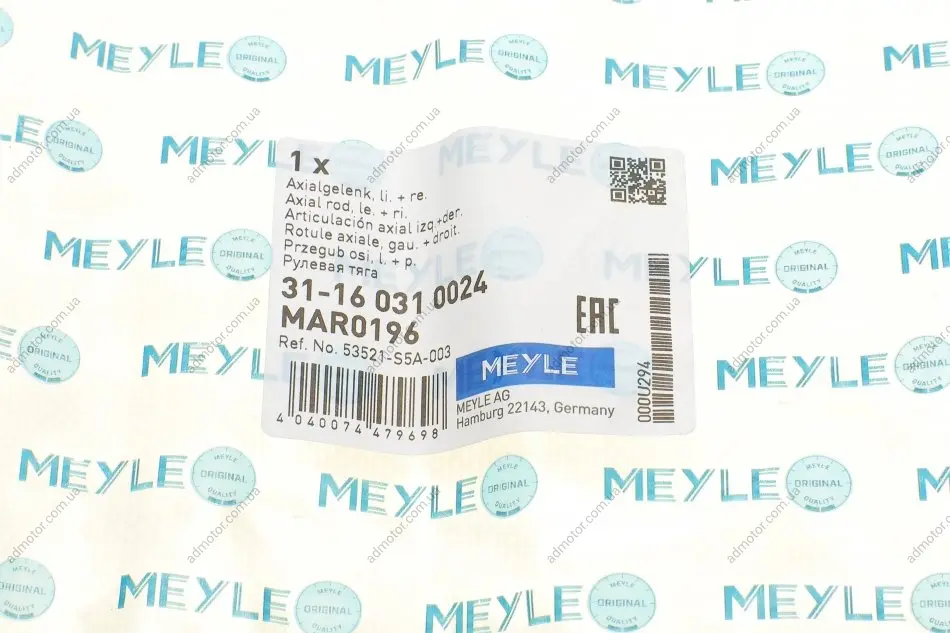 1 x
Axialgelenk, li. + re.
Axial rod, le. + ri.
Articulación axial izq.+der.
Rotule axiale, gau. + droit.
Przegub osi, l. + p.
Рулевая тяга
31-16 031 0024
MAR0196
Ref. No. 53521-S5A-003
4 040074 479698
EAC
MEYLE
MEYLE AG
Hamburg 22143, Germany
000U294
MEYLE
MEYLE
ORIGINAL
QUALITY
admotor.com.ua